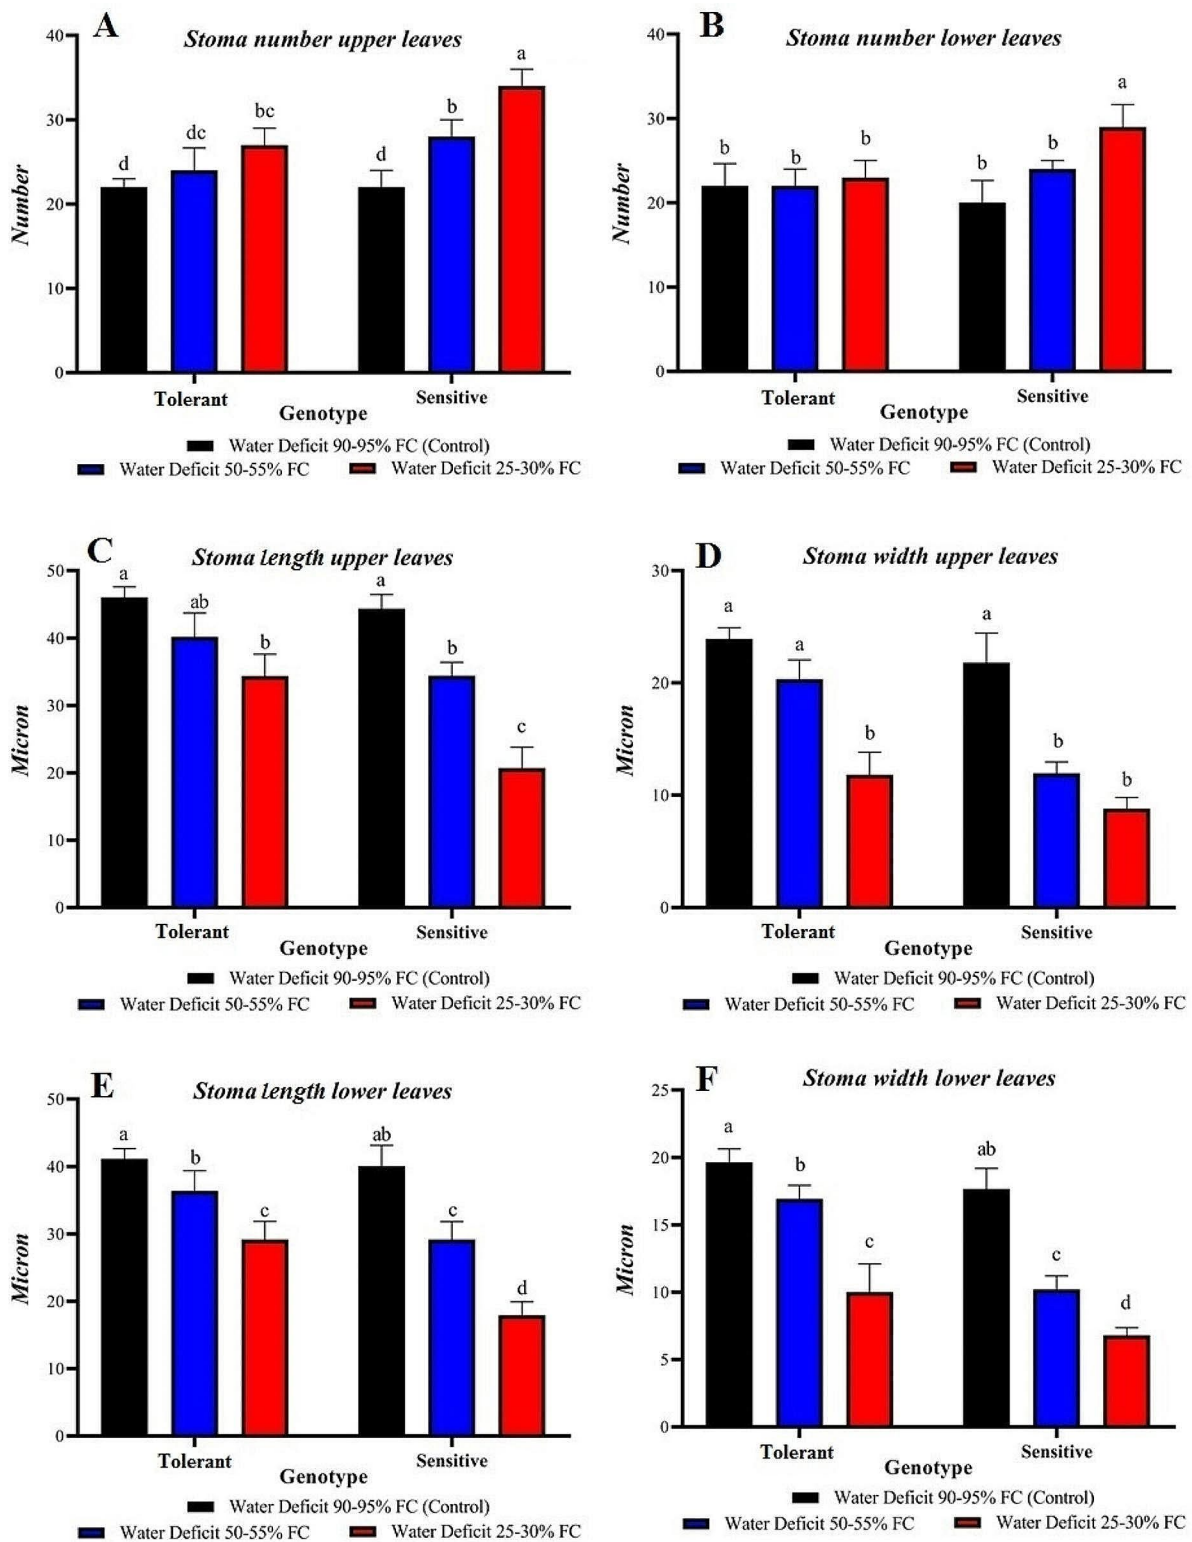 A
Stoma number upper leaves
40
30
20
10
0
Number
d
dc
bc
d
b
a
Tolerant
Sensitive
Genotype
Water Deficit 90-95% FC (Control)
Water Deficit 50-55% FC
Water Deficit 25-30% FC
B
Stoma number lower leaves
40
30
20
10
0
Number
b
b
b
b
b
a
Tolerant
Sensitive
Genotype
Water Deficit 90-95% FC (Control)
Water Deficit 50-55% FC
Water Deficit 25-30% FC
C
Stoma length upper leaves
50
40
30
20
10
0
Micron
a
ab
b
a
b
c
Tolerant
Sensitive
Genotype
Water Deficit 90-95% FC (Control)
Water Deficit 50-55% FC
Water Deficit 25-30% FC
D
Stoma width upper leaves
30
20
10
0
Micron
a
a
b
a
b
b
Tolerant
Sensitive
Genotype
Water Deficit 90-95% FC (Control)
Water Deficit 50-55% FC
Water Deficit 25-30% FC
E
Stoma length lower leaves
50
40
30
20
10
0
Micron
a
b
c
ab
c
d
Tolerant
Sensitive
Genotype
Water Deficit 90-95% FC (Control)
Water Deficit 50-55% FC
Water Deficit 25-30% FC
F
Stoma width lower leaves
25
20
15
10
5
0
Micron
a
b
c
ab
c
d
Tolerant
Sensitive
Genotype
Water Deficit 90-95% FC (Control)
Water Deficit 50-55% FC
Water Deficit 25-30% FC